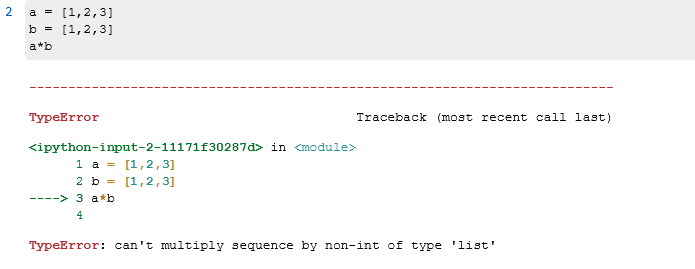 2 a = [1,2,3]
b = [1,2,3]
a*b
---------------------------------------------------------------------------
TypeError Traceback (most recent call last)
<ipython-input-2-11171f30287d> in <module>
1 a = [1,2,3]
2 b = [1,2,3]
----> 3 a*b
4
TypeError: can't multiply sequence by non-int of type 'list'